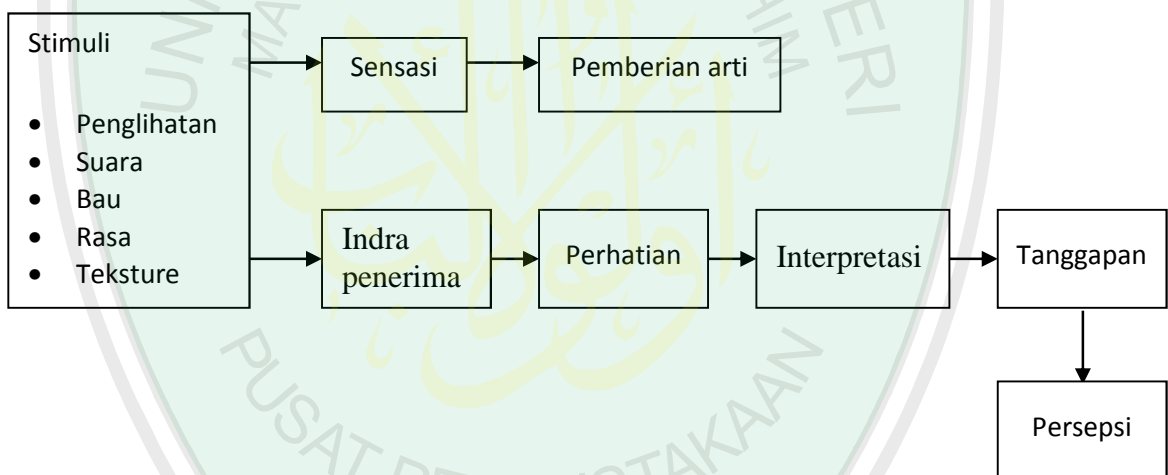 Stimuli
• Penglihatan
• Suara
• Bau
• Rasa
• Teksture
Sensasi
Pemberian arti
Indra
penerima
Perhatian
Interpretasi
Tanggapan
Persepsi